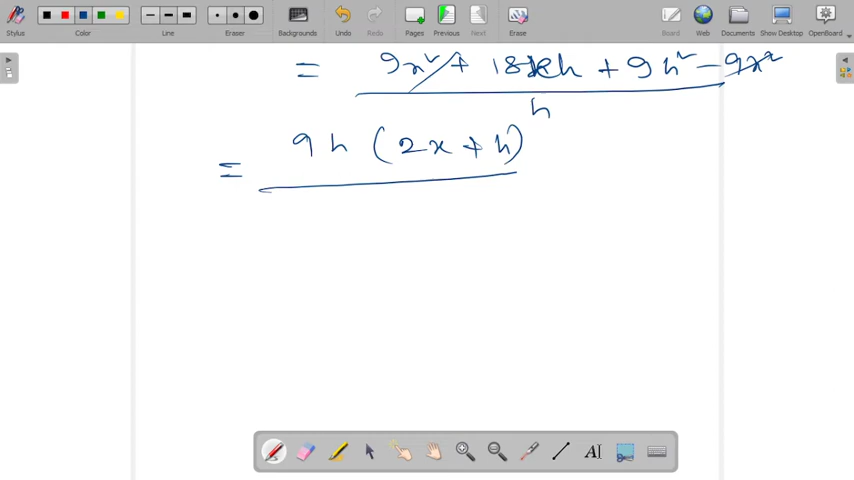 Stylus Color Line Eraser Backgrounds Undo Redo Pages Previous Next Erase Board Web Documents Show Desktop OpenBoard
= 9x² + 18xh + 9h² - 9x²
h
= 9h (2x + h)
AI